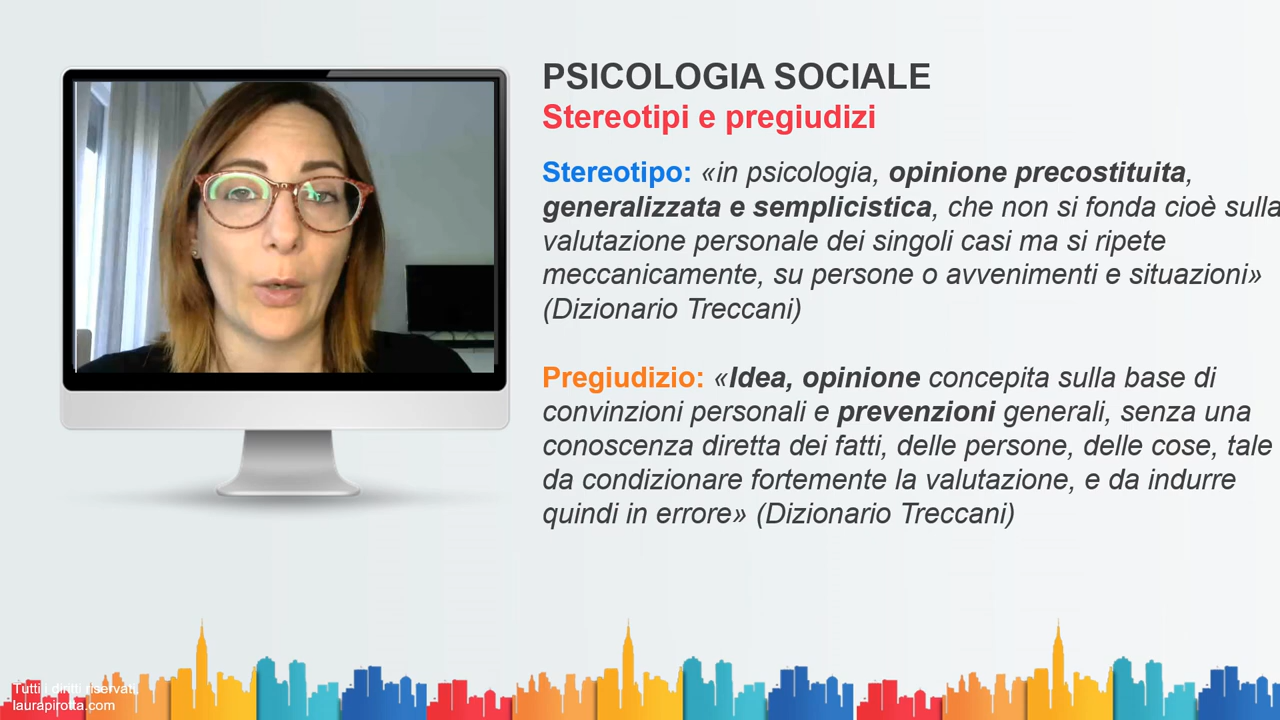 PSICOLOGIA SOCIALE
Stereotipi e pregiudizi
Stereotipo: «in psicologia, opinione precostituita,
generalizzata e semplicistica, che non si fonda cioè sulla
valutazione personale dei singoli casi ma si ripete
meccanicamente, su persone o avvenimenti e situazioni»
(Dizionario Treccani)
Pregiudizio: «Idea, opinione concepita sulla base di
convinzioni personali e prevenzioni generali, senza una
conoscenza diretta dei fatti, delle persone, delle cose, tale
da condizionare fortemente la valutazione, e da indurre
quindi in errore» (Dizionario Treccani)
Tutti i diritti riservati
laurapirotta.com